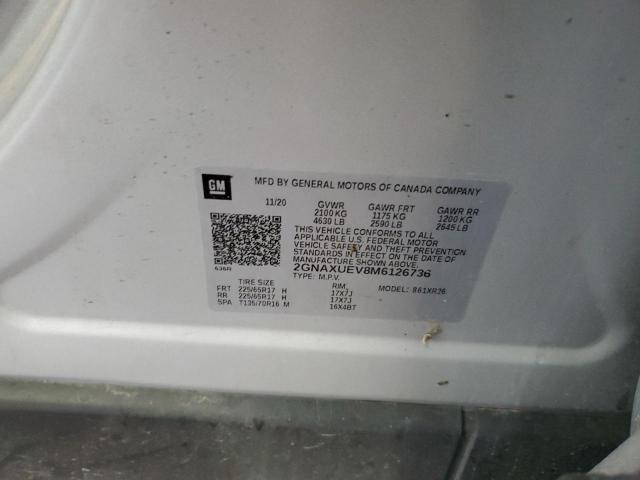 GM
MFD BY GENERAL MOTORS OF CANADA COMPANY
11/20 GVWR GAWR FRT GAWR RR
2100 KG 1175 KG 1200 KG
4630 LB 2590 LB 2645 LB
THIS VEHICLE CONFORMS TO ALL
APPLICABLE U.S. FEDERAL MOTOR
VEHICLE SAFETY AND THEFT PREVENTION
STANDARDS IN EFFECT ON THE DATE OF
MANUFACTURE SHOWN ABOVE.
636R 2GNAXUEV8M6126736
TYPE: M.P.V. MODEL: 861XR26
TIRE SIZE RIM
FRT 225/65R17 H 17X7J
RR 225/65R17 H 17X7J
SPA T135/70R16 M 16X4BT